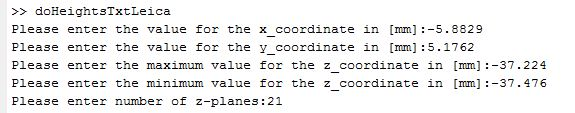 >> doHeightsTxtLeica
Please enter the value for the x_coordinate in [mm]:-5.8829
Please enter the value for the y_coordinate in [mm]:5.1762
Please enter the maximum value for the z_coordinate in [mm]:-37.224
Please enter the minimum value for the z_coordinate in [mm]:-37.476
Please enter number of z-planes:21